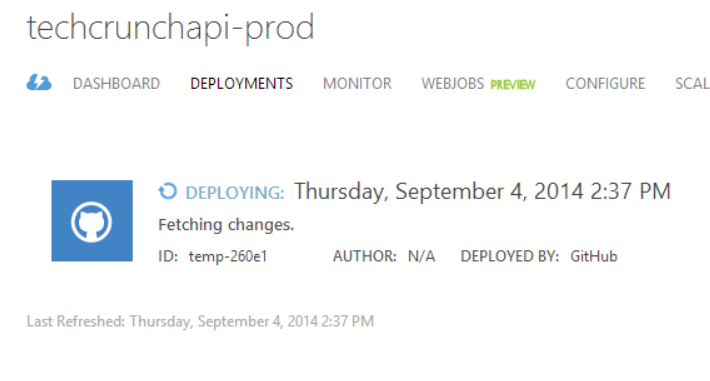 techcrunchapi-prod
DASHBOARD DEPLOYMENTS MONITOR WEBJOBS PREVIEW CONFIGURE SCAL
DEPLOYING: Thursday, September 4, 2014 2:37 PM
Fetching changes.
ID: temp-260e1 AUTHOR: N/A DEPLOYED BY: GitHub
Last Refreshed: Thursday, September 4, 2014 2:37 PM